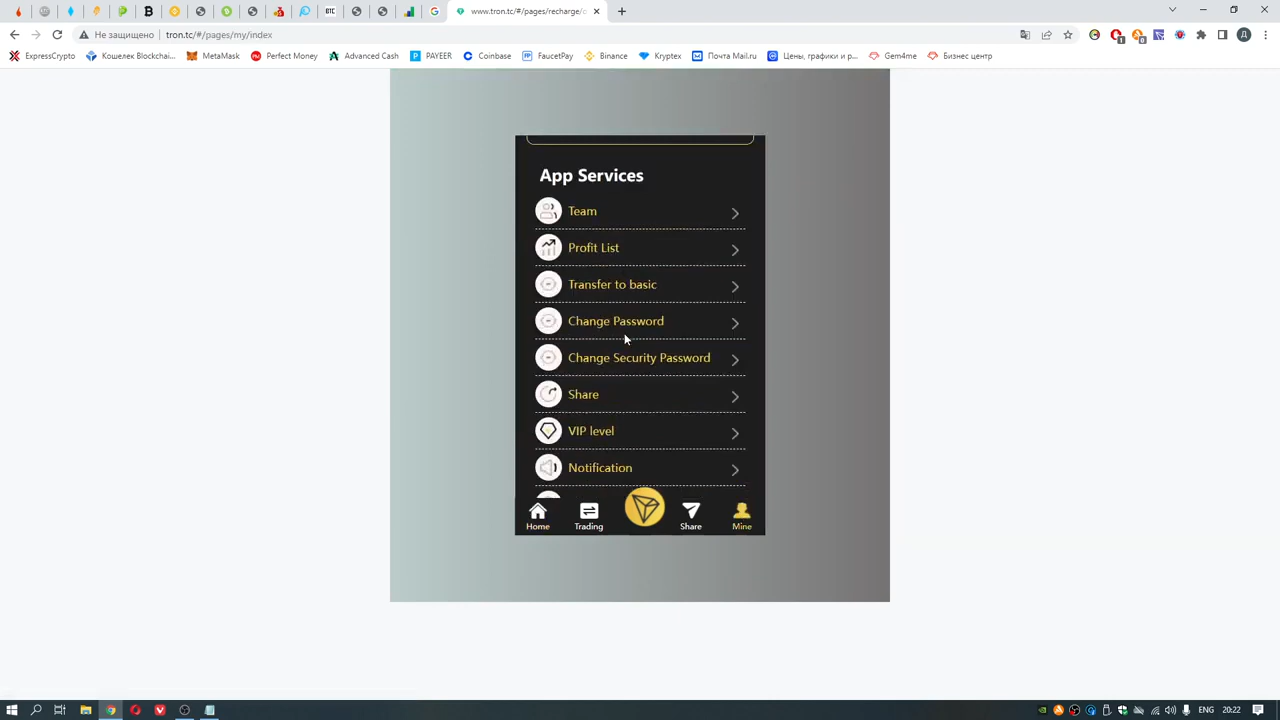 www.tron.tc/#/pages/recharge/c
Не защищено
tron.tc/#/pages/my/index
ExpressCrypto
Кошелек Blockchai...
MetaMask
Perfect Money
Advanced Cash
PAYEER
Coinbase
FaucetPay
Binance
Kryptex
Почта Mail.ru
Цены, графики и р...
Gem4me
Бизнес центр
App Services
Team
Profit List
Transfer to basic
Change Password
Change Security Password
Share
VIP level
Notification
Home
Trading
Share
Mine
ENG
20:22